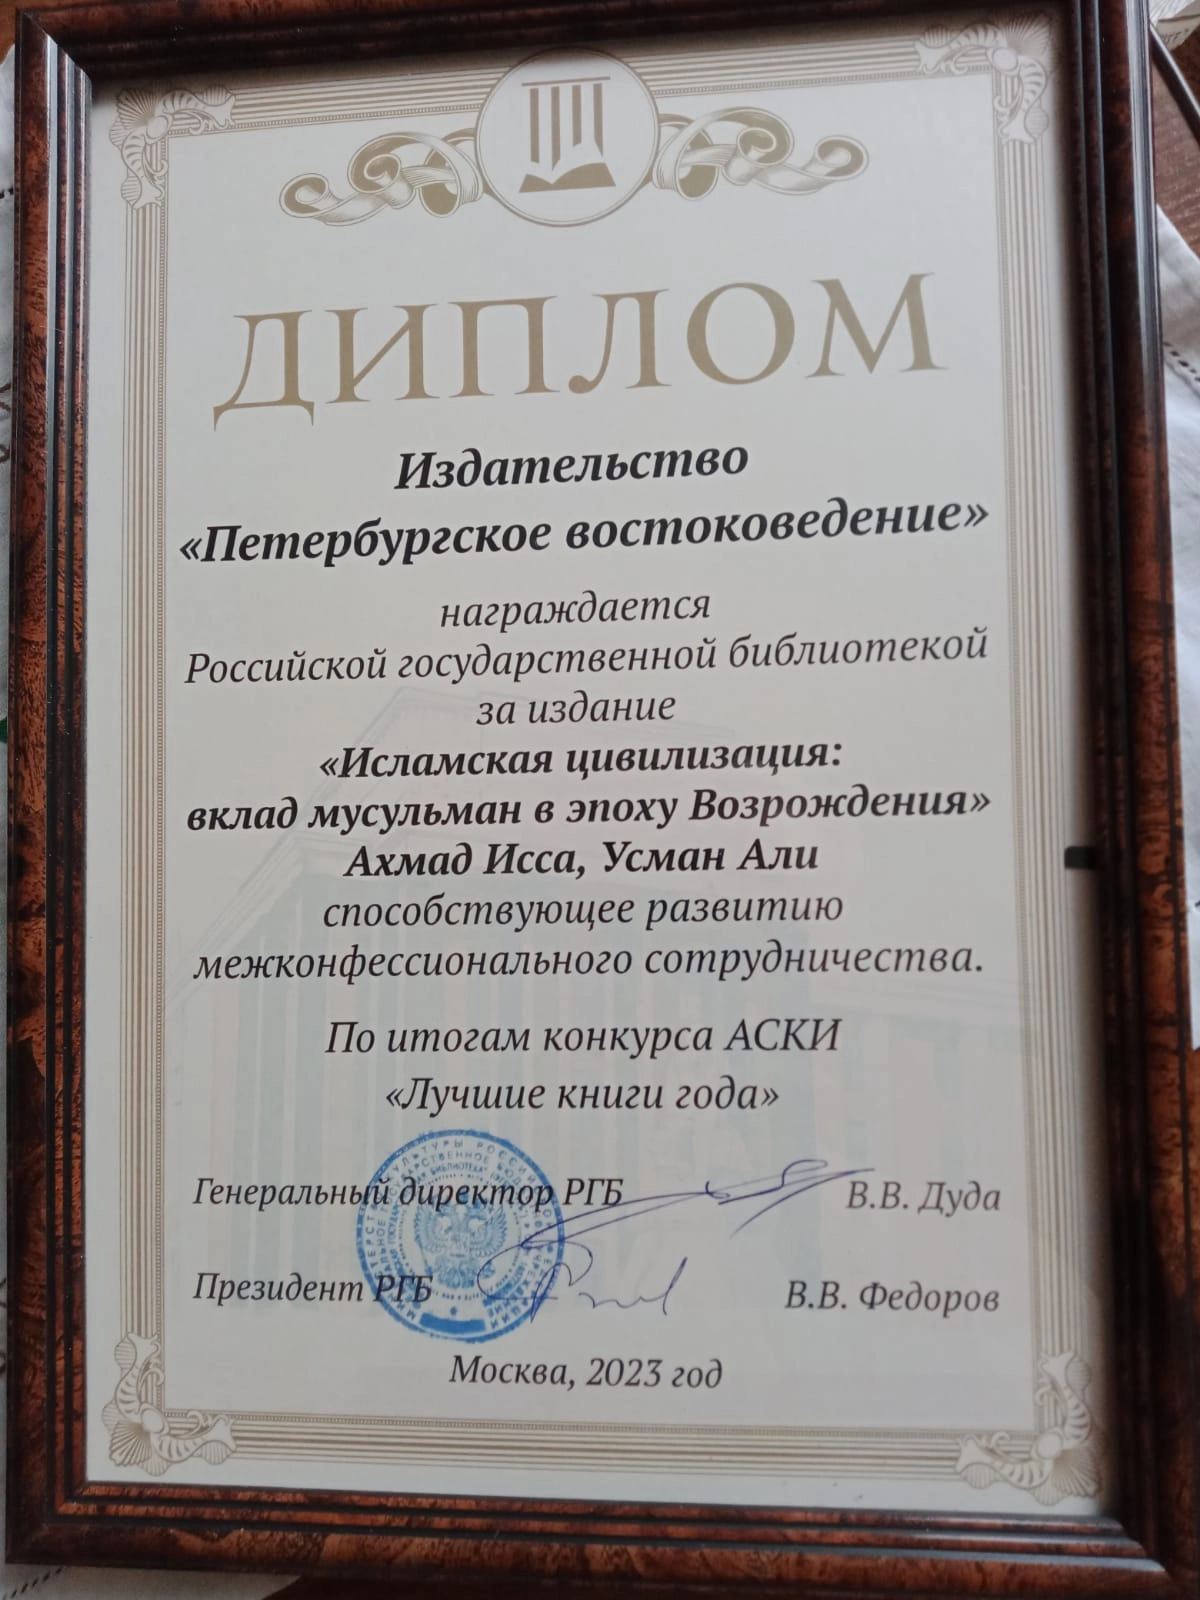 ДИПЛОМ
Издательство
«Петербургское востоковедение»
награждается
Российской государственной библиотекой
за издание
«Исламская цивилизация:
вклад мусульман в эпоху Возрождения»
Ахмад Исса, Усман Али
способствующее развитию
межконфессионального сотрудничества.
По итогам конкурса АСКИ
«Лучшие книги года»
Генеральный директор РГБ В.В. Дуда
Президент РГБ В.В. Федоров
Москва, 2023 год